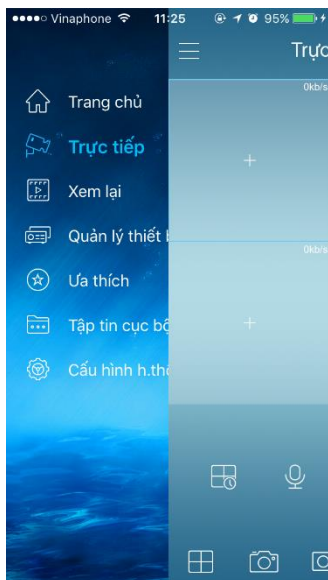 Vinaphone 11:25 95%
Trực
0kb/s
Trang chủ
Trực tiếp
Xem lại
Quản lý thiết
0kb/s
Ưa thích
Tập tin cục bộ
Cấu hình h.thố